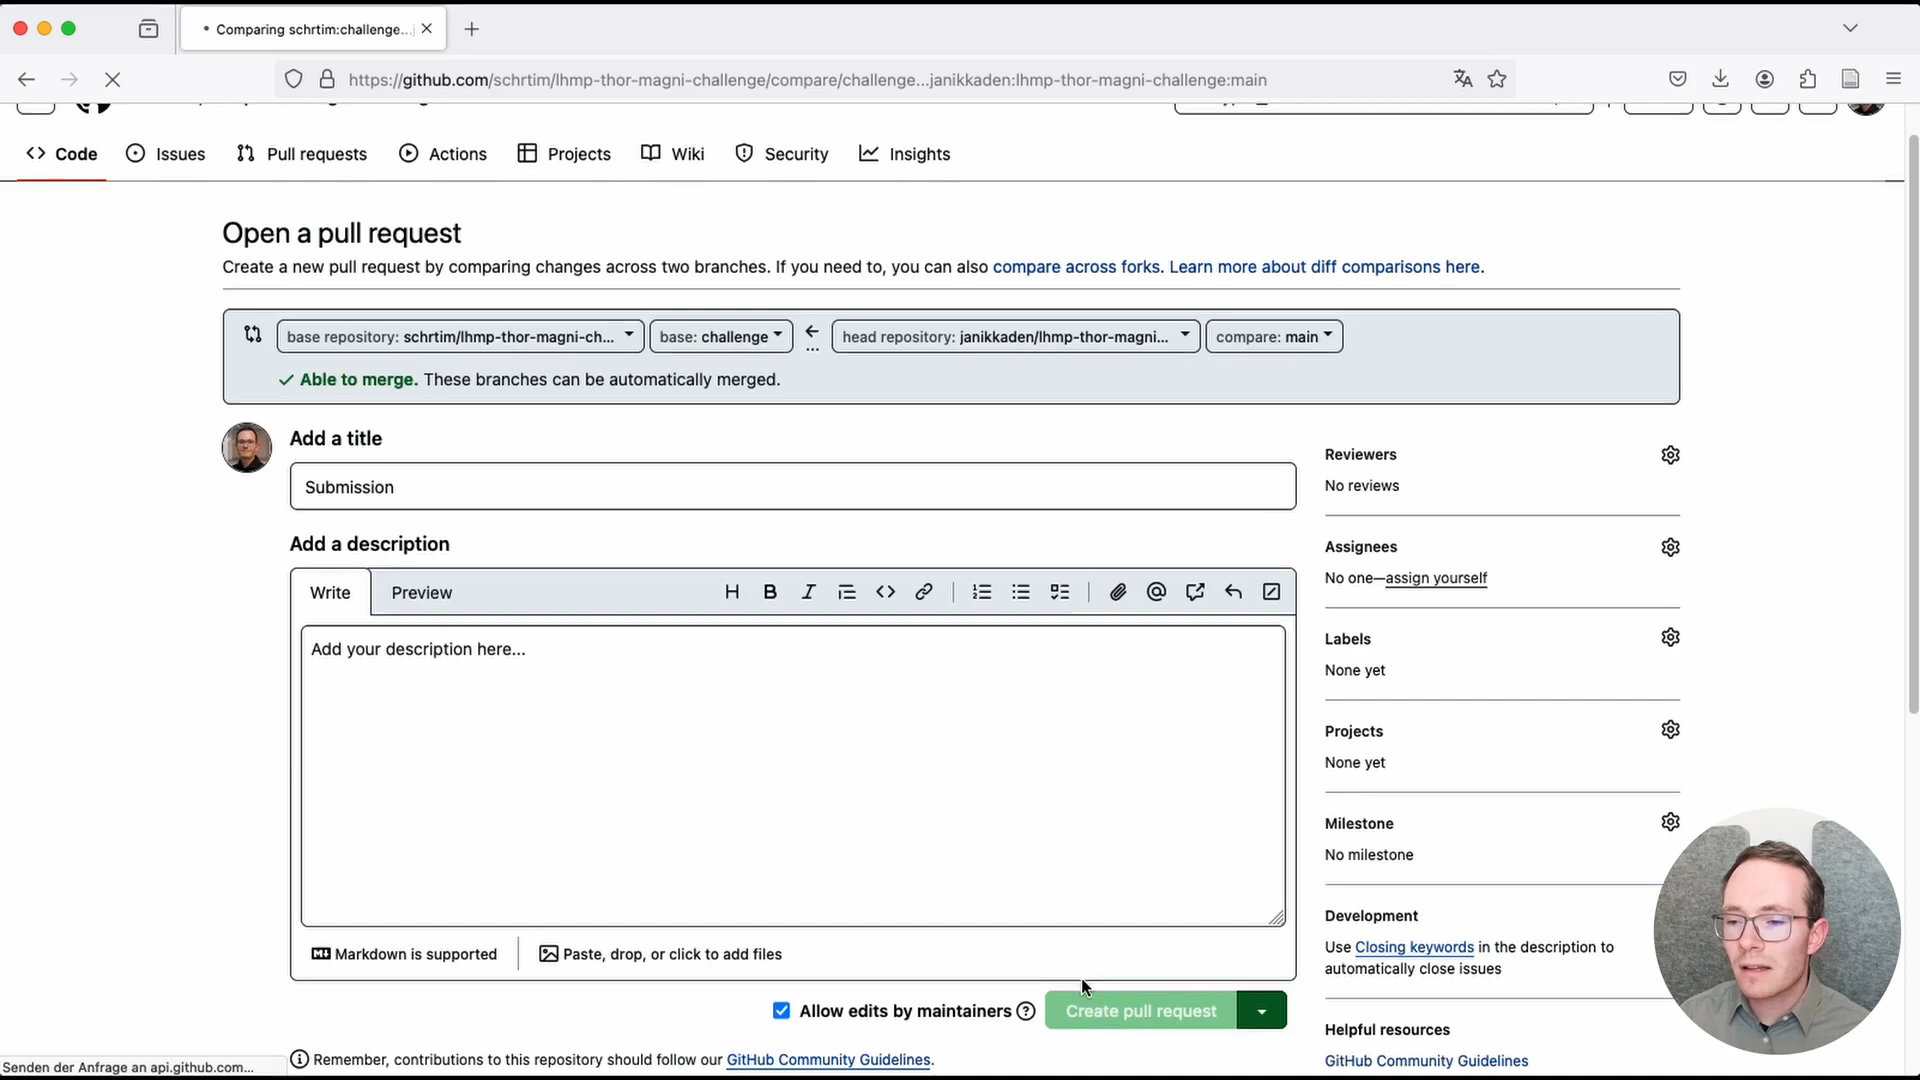 Comparing schrtim:challenge...j
https://github.com/schrtim/lhmp-thor-magni-challenge/compare/challenge...janikkaden:lhmp-thor-magni-challenge:main
Code Issues Pull requests Actions Projects Wiki Security Insights
Open a pull request
Create a new pull request by comparing changes across two branches. If you need to, you can also compare across forks. Learn more about diff comparisons here.
base repository: schrtim/lhmp-thor-magni-ch... base: challenge ... head repository: janikkaden/lhmp-thor-magni... compare: main
Able to merge. These branches can be automatically merged.
Add a title
Submission
Add a description
Write Preview
Add your description here...
Markdown is supported Paste, drop, or click to add files
Allow edits by maintainers Create pull request
Remember, contributions to this repository should follow our GitHub Community Guidelines.
Senden der Anfrage an api.github.com...
Reviewers
No reviews
Assignees
No one—assign yourself
Labels
None yet
Projects
None yet
Milestone
No milestone
Development
Use Closing keywords in the description to
automatically close issues
Helpful resources
GitHub Community Guidelines